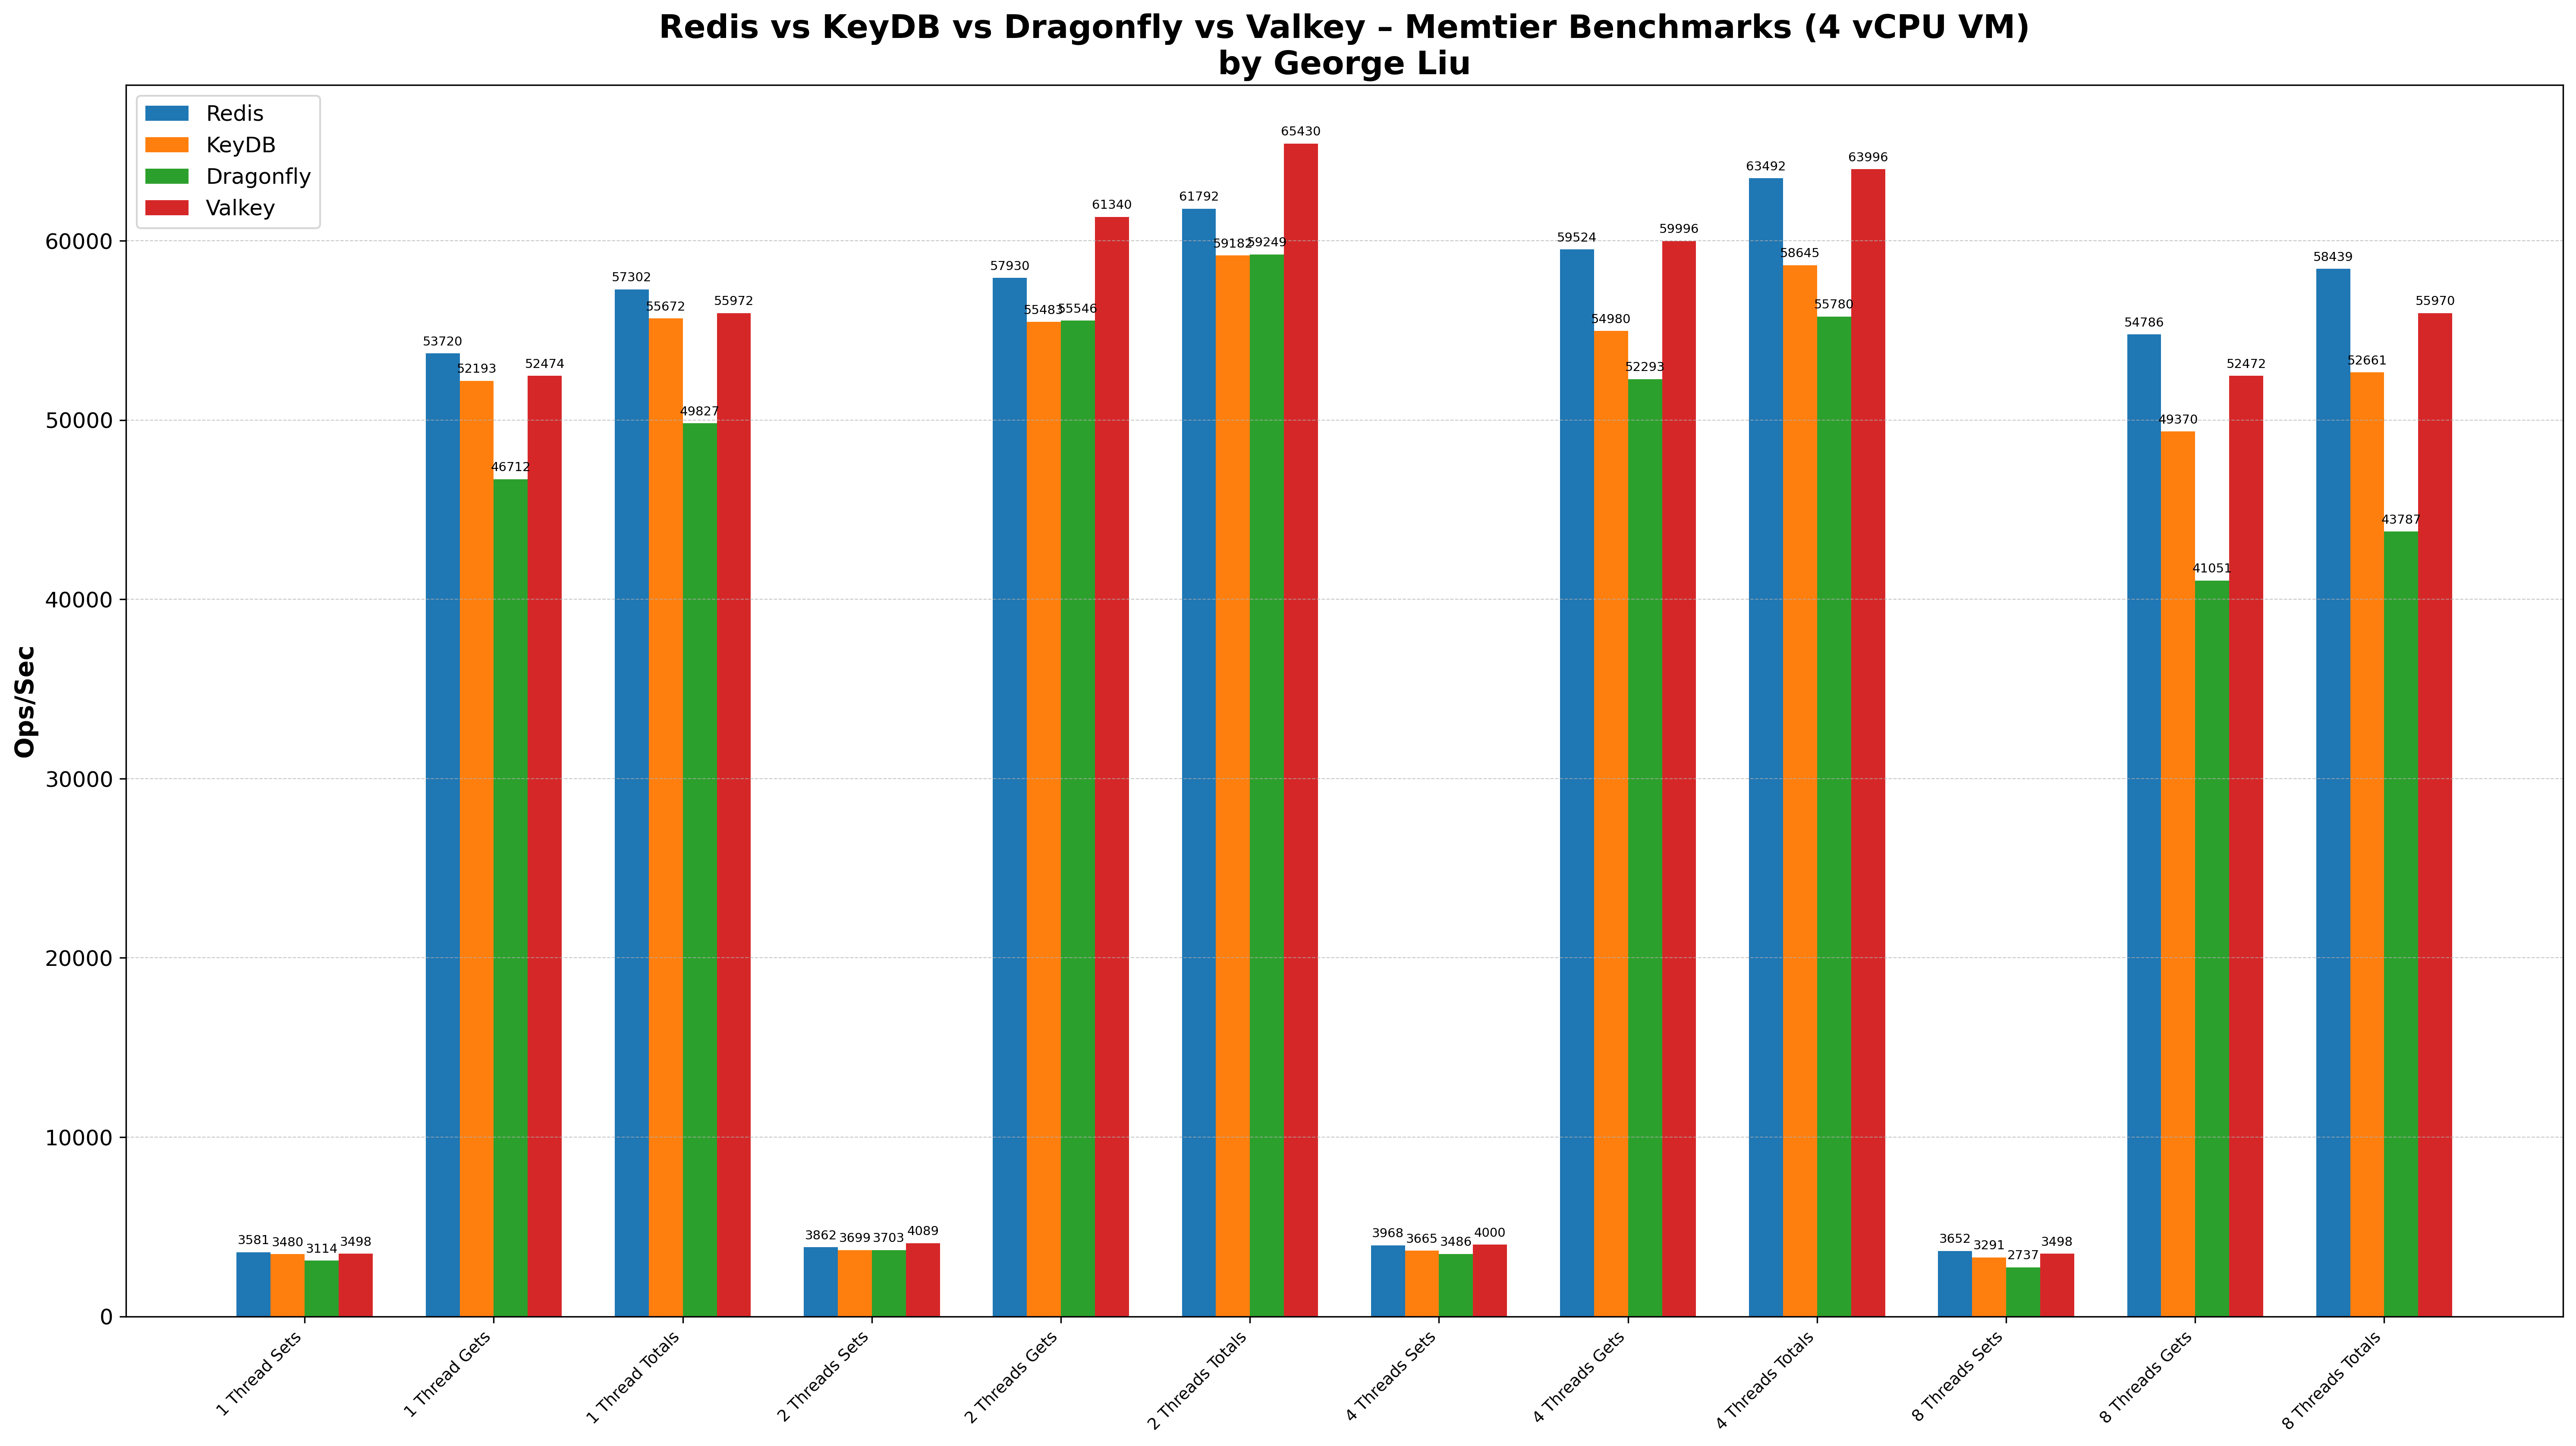 Redis vs KeyDB vs Dragonfly vs Valkey – Memtier Benchmarks (4 vCPU VM)
by George Liu
Redis
KeyDB
Dragonfly
Valkey
Ops/Sec
60000
50000
40000
30000
20000
10000
0
3581 3480 3114 3498
53720 52193 46712 52474
57302 55672 49827 55972
3862 3699 3703 4089
57930 55483 55546 61340
61792 59182 59249 65430
3968 3665 3486 4000
59524 54980 52293 59996
63492 58645 55780 63996
3652 3291 2737 3498
54786 49370 41051 52472
58439 52661 43787 55970
1 Thread Sets
1 Thread Gets
1 Thread Totals
2 Threads Sets
2 Threads Gets
2 Threads Totals
4 Threads Sets
4 Threads Gets
4 Threads Totals
8 Threads Sets
8 Threads Gets
8 Threads Totals